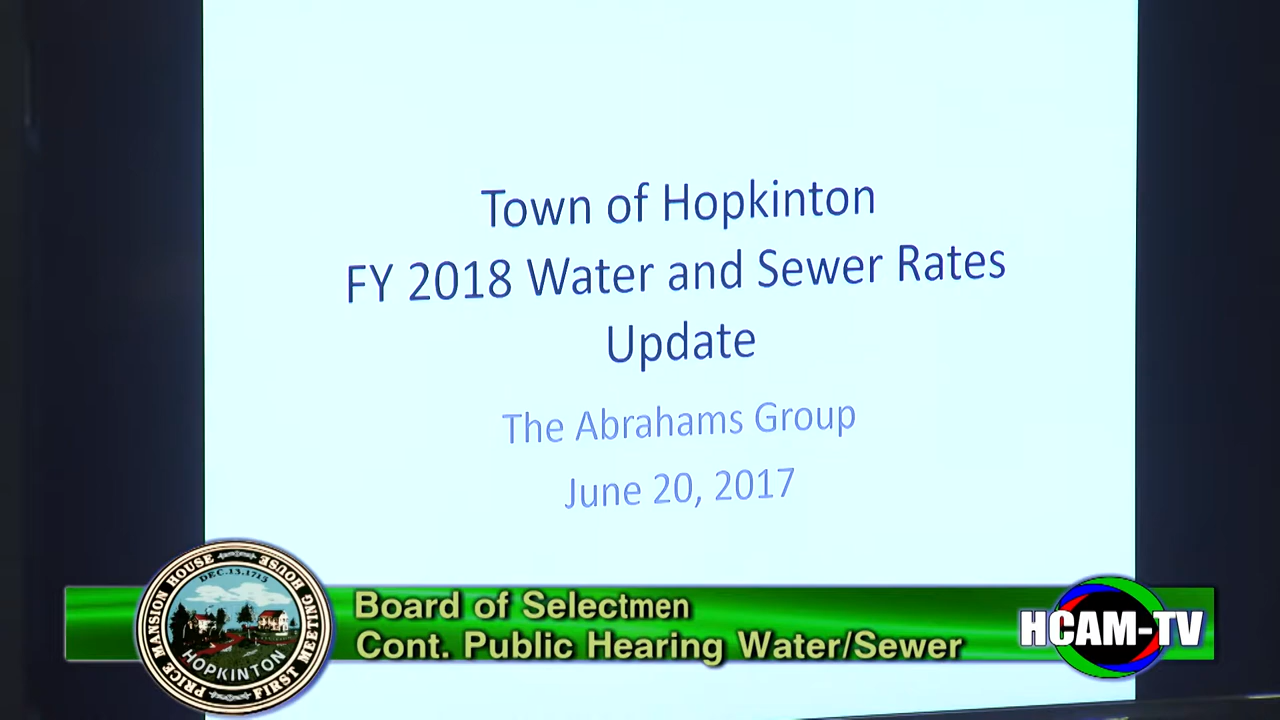 Town of Hopkinton
FY 2018 Water and Sewer Rates
Update
The Abrahams Group
June 20, 2017
PRICE MANSION HOUSE
FIRST MEETING HOUSE
DEC. 13. 1715
HOPKINTON
Board of Selectmen
Cont. Public Hearing Water/Sewer
HCAM-TV